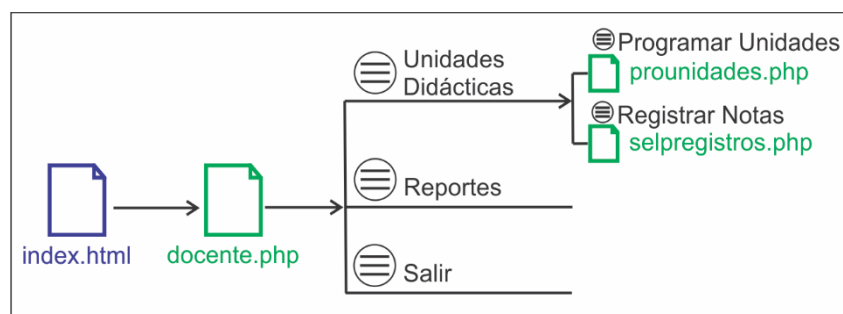 Unidades
Didácticas
Programar Unidades
prounidades.php
Registrar Notas
selpregistros.php
Reportes
index.html
docente.php
Salir